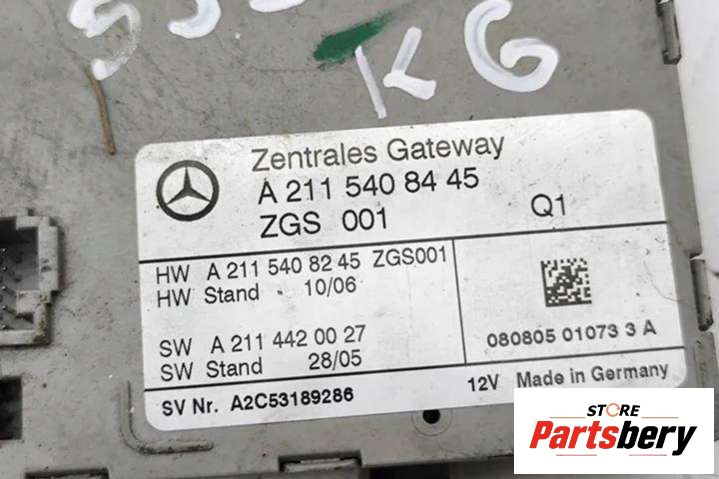 KG
Zentrales Gateway
A 211 540 84 45
ZGS 001 Q1
HW A 211 540 82 45 ZGS001
HW Stand 10/06
SW A 211 442 00 27
SW Stand 28/05
080805 01073 3 A
SV Nr. A2C53189286
12V Made in Germany
STORE
Partsbery